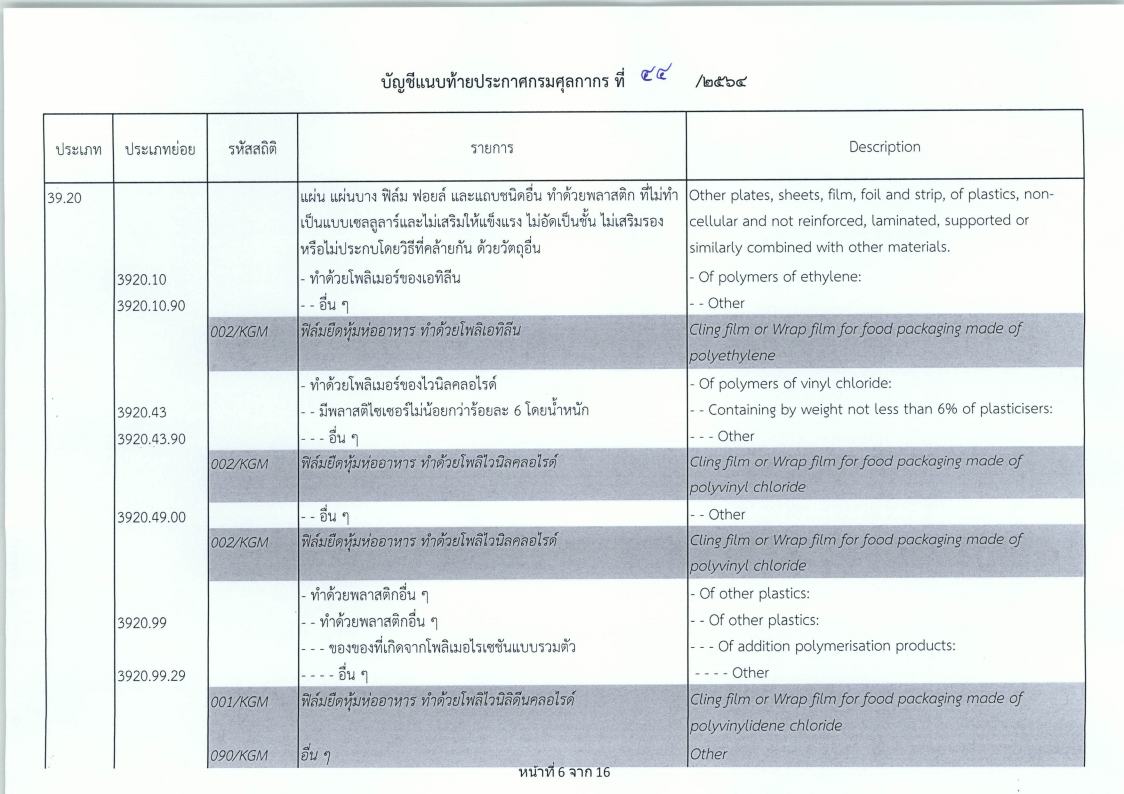 บัญชีแนบท้ายประกาศกรมศุลกากร ที่ ๔๔ /๒๕๖๔
ประเภท ประเภทย่อย รหัสสถิติ รายการ Description
39.20 แผ่น แผ่นบาง ฟิล์ม ฟอยล์ และแถบชนิดอื่น ทำด้วยพลาสติก ที่ไม่ทำ Other plates, sheets, film, foil and strip, of plastics, non-
เป็นแบบเซลลูลาร์และไม่เสริมให้แข็งแรง ไม่อัดเป็นชั้น ไม่เสริมรอง cellular and not reinforced, laminated, supported or
หรือไม่ประกบโดยวิธีที่คล้ายกัน ด้วยวัตถุอื่น similarly combined with other materials.
3920.10 - ทำด้วยโพลิเมอร์ของเอทิลีน - Of polymers of ethylene:
3920.10.90 - - อื่น ๆ - - Other
002/KGM ฟิล์มยืดหุ้มห่ออาหาร ทำด้วยโพลิเอทิลีน Cling film or Wrap film for food packaging made of
polyethylene
- ทำด้วยโพลิเมอร์ของไวนิลคลอไรด์ - Of polymers of vinyl chloride:
3920.43 - - มีพลาสติไซเซอร์ไม่น้อยกว่าร้อยละ 6 โดยน้ำหนัก - - Containing by weight not less than 6% of plasticisers:
3920.43.90 - - - อื่น ๆ - - - Other
002/KGM ฟิล์มยืดหุ้มห่ออาหาร ทำด้วยโพลิไวนิลคลอไรด์ Cling film or Wrap film for food packaging made of
polyvinyl chloride
3920.49.00 - - อื่น ๆ - - Other
002/KGM ฟิล์มยืดหุ้มห่ออาหาร ทำด้วยโพลิไวนิลคลอไรด์ Cling film or Wrap film for food packaging made of
polyvinyl chloride
- ทำด้วยพลาสติกอื่น ๆ - Of other plastics:
3920.99 - - ทำด้วยพลาสติกอื่น ๆ - - Of other plastics:
- - - ของของที่เกิดจากโพลิเมอไรเซชันแบบรวมตัว - - - Of addition polymerisation products:
3920.99.29 - - - - อื่น ๆ - - - - Other
001/KGM ฟิล์มยืดหุ้มห่ออาหาร ทำด้วยโพลิไวนิลิดีนคลอไรด์ Cling film or Wrap film for food packaging made of
polyvinylidene chloride
090/KGM อื่น ๆ Other
หน้าที่ 6 จาก 16